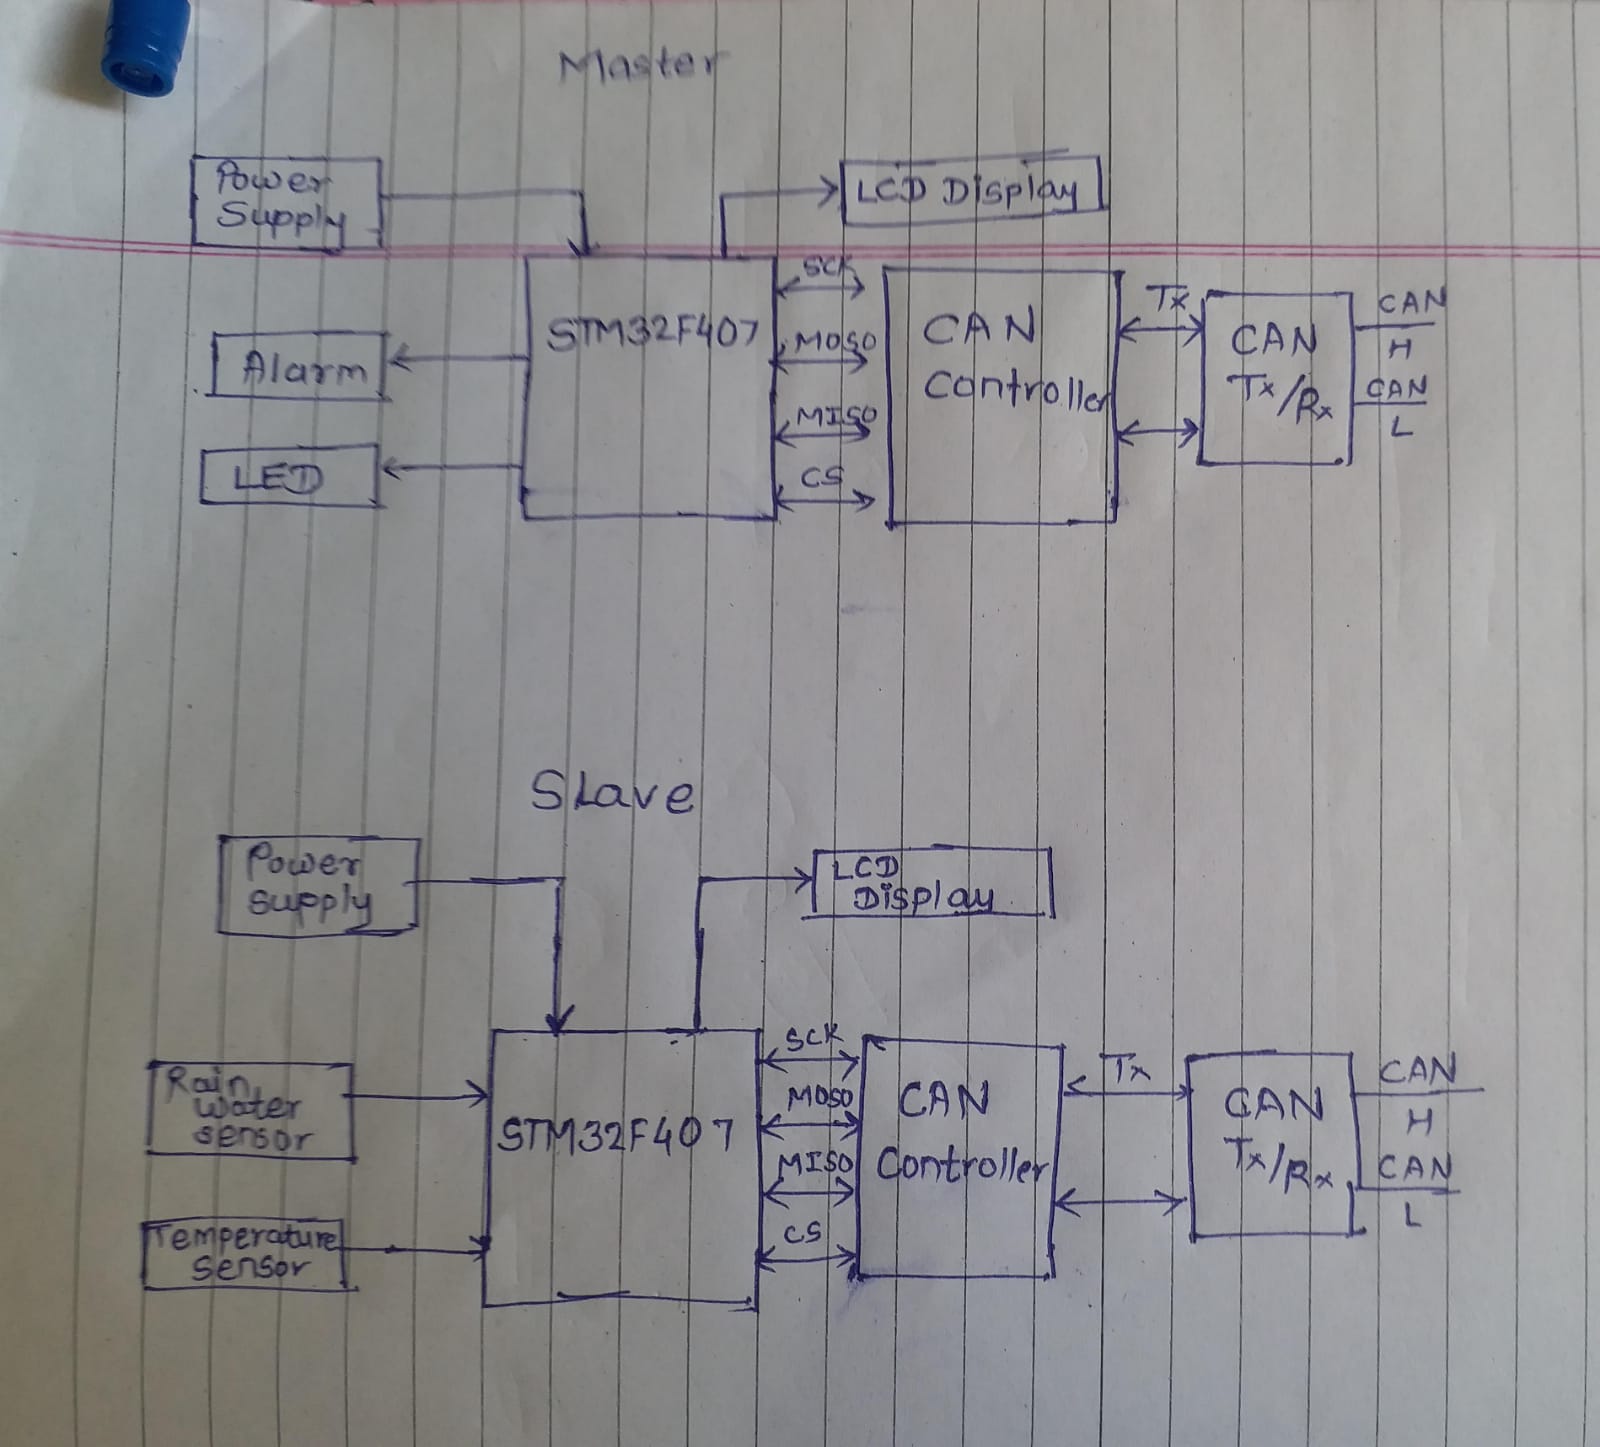 Master
Power
Supply
LCD Display
SCK
STM32F407
MOSO
MISO
CS
CAN
Controller
Tx
CAN
Tx/Rx
CAN
H
CAN
L
Alarm
LED
Slave
Power
Supply
LCD
Display
Rain
water
sensor
Temperature
sensor
STM32F407
SCK
MOSO
MISO
CS
CAN
Controller
Tx
CAN
Tx/Rx
CAN
H
CAN
L